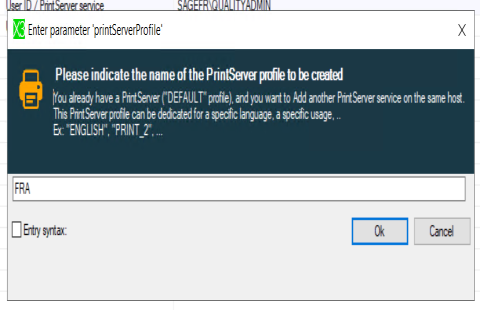 User ID / PrintServer service SAGEFR\QUALITYADMIN
X3 Enter parameter 'printServerProfile' X
Please indicate the name of the PrintServer profile to be created
You already have a PrintServer ("DEFAULT" profile), and you want to Add another PrintServer service on the same host.
This PrintServer profile can be dedicated for a specific language, a specific usage, ..
Ex: "ENGLISH", "PRINT_2", ...
FRA
Entry syntax: Ok Cancel